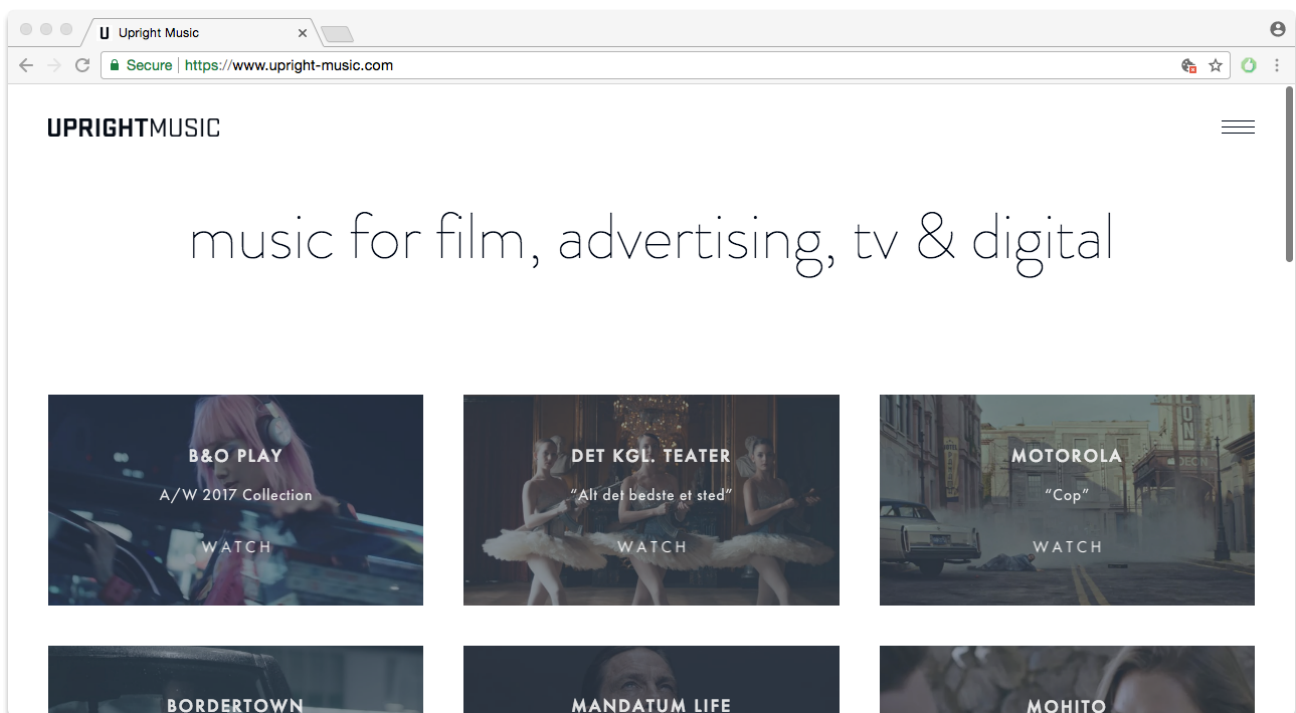 U Upright Music
Secure https://www.upright-music.com
UPRIGHTMUSIC
music for film, advertising, tv & digital
B&O PLAY
A/W 2017 Collection
WATCH
DET KGL. TEATER
“Alt det bedste et sted”
WATCH
MOTOROLA
“Cop”
WATCH
BORDERTOWN
MANDATUM LIFE
MOHITO